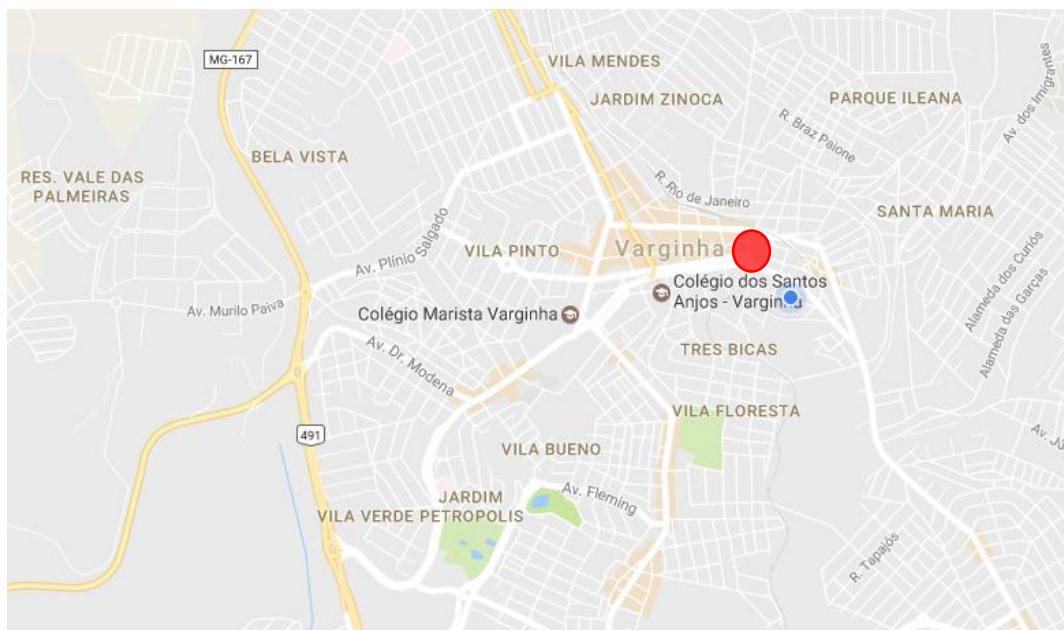 MG-167
VILA MENDES
JARDIM ZINOCA
PARQUE ILEANA
Av. dos Imigrantes
R. Braz Paione
BELA VISTA
RES. VALE DAS
PALMEIRAS
R. Rio de Janeiro
SANTA MARIA
Av. Plínio Salgado
VILA PINTO
Varginha
Alameda dos Curiós
Colégio dos Santos
Anjos - Varginha
Av. Murilo Paiva
Colégio Marista Varginha
Alameda das Garças
TRES BICAS
Av. Dr. Modena
VILA FLORESTA
491
Av. Jú
VILA BUENO
JARDIM
VILA VERDE PETROPOLIS
Av. Fleming
R. Tapajós